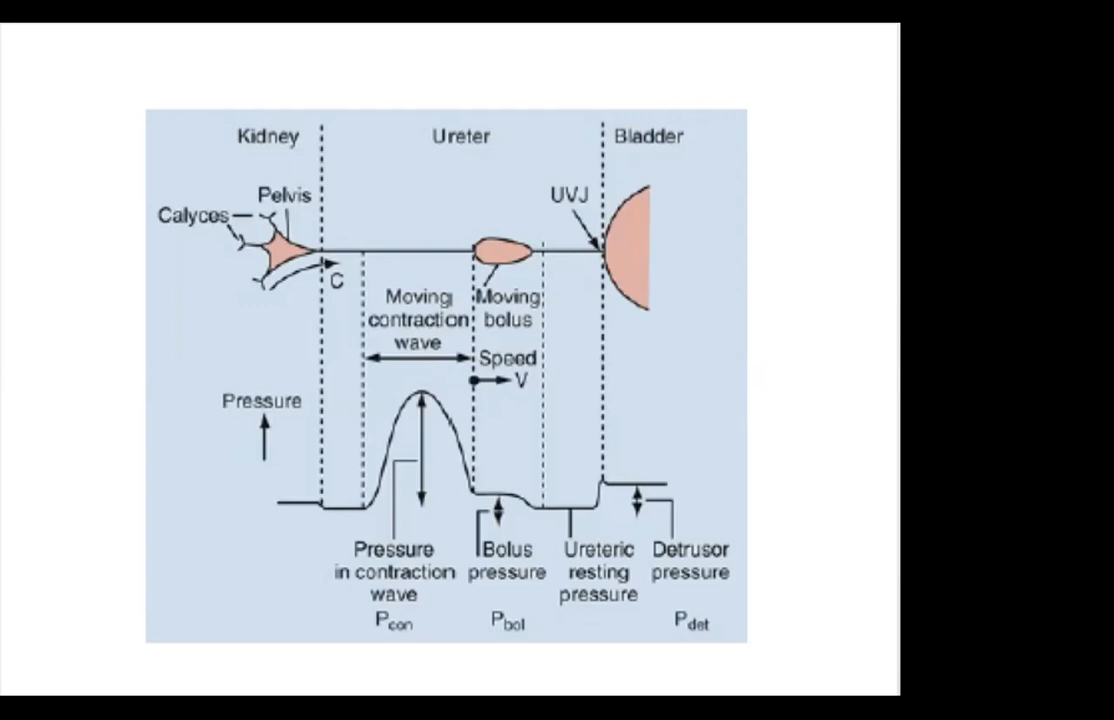 Kidney
Ureter
Bladder
Pelvis
Calyces
UVJ
C
Moving
contraction
wave
Moving
bolus
Speed
V
Pressure
Pressure
in contraction
wave
Pcon
Bolus
pressure
Pbol
Ureteric
resting
pressure
Detrusor
pressure
Pdet